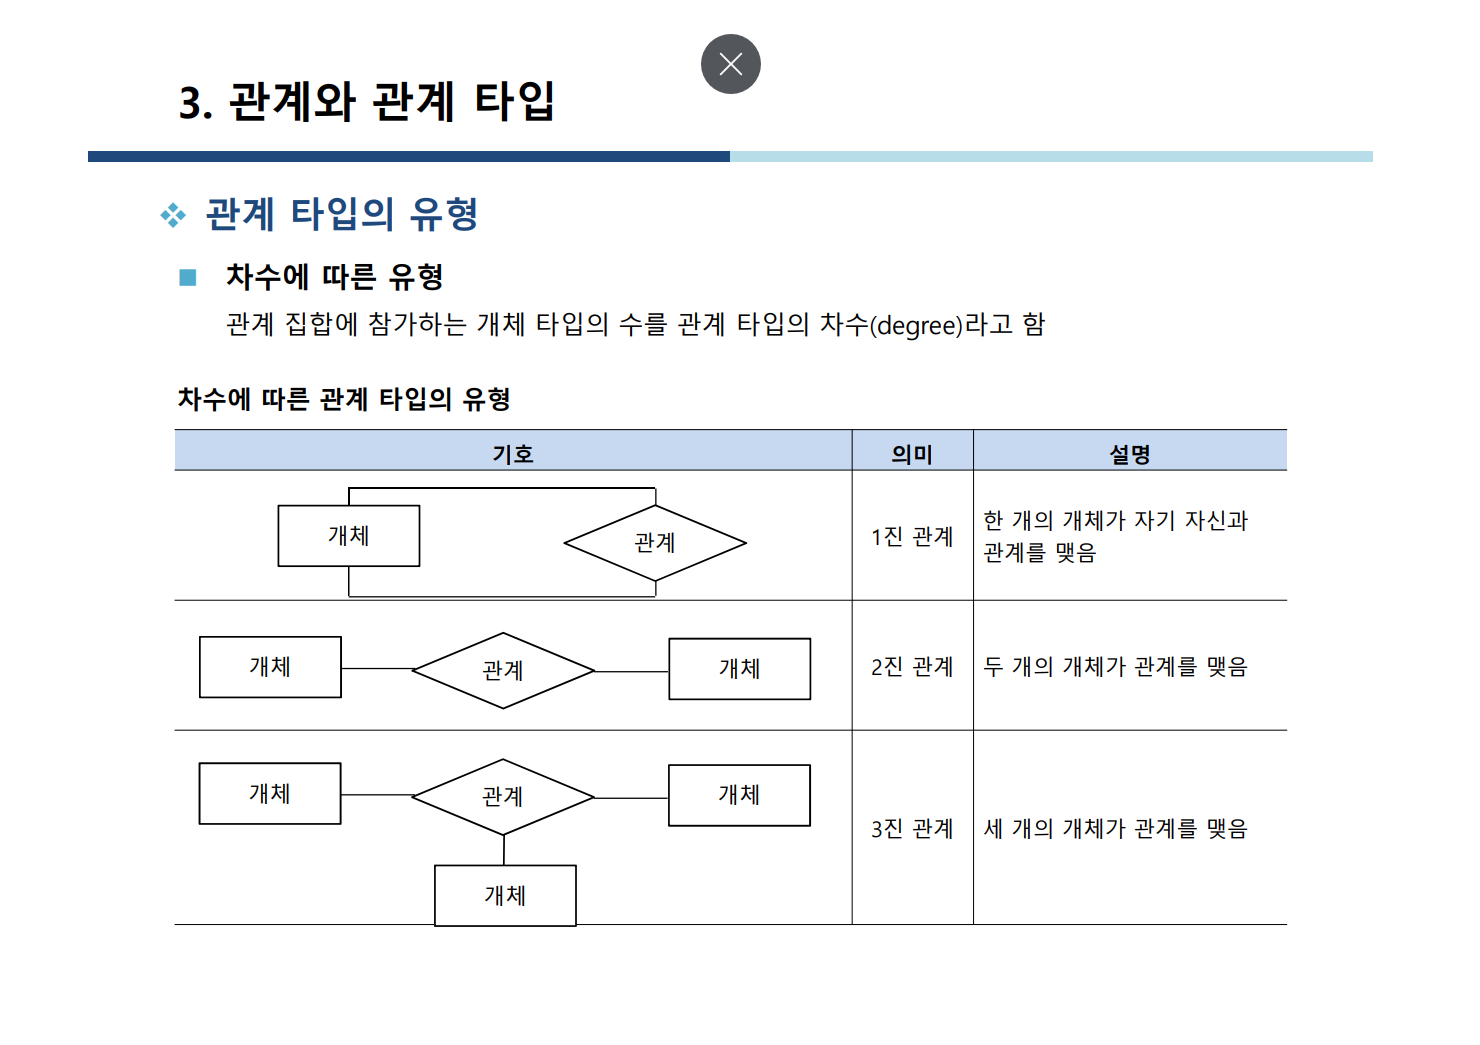 3. 관계와 관계 타입
관계 타입의 유형
차수에 따른 유형
관계 집합에 참가하는 개체 타입의 수를 관계 타입의 차수(degree)라고 함
차수에 따른 관계 타입의 유형
기호 의미 설명
개체 관계 1진 관계 한 개의 개체가 자기 자신과
관계를 맺음
개체 관계 개체 2진 관계 두 개의 개체가 관계를 맺음
개체 관계 개체
3진 관계 세 개의 개체가 관계를 맺음
개체